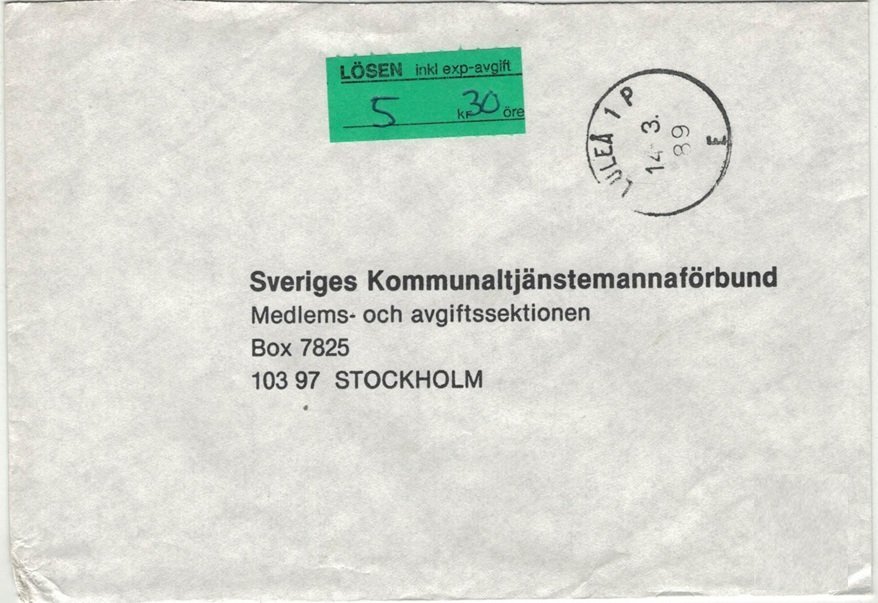 LÖSEN inkl exp-avgift
5 kr 30 öre
LULEÅ 1 P
14. 3.
89
E
Sveriges Kommunaltjänstemannaförbund
Medlems- och avgiftssektionen
Box 7825
103 97 STOCKHOLM